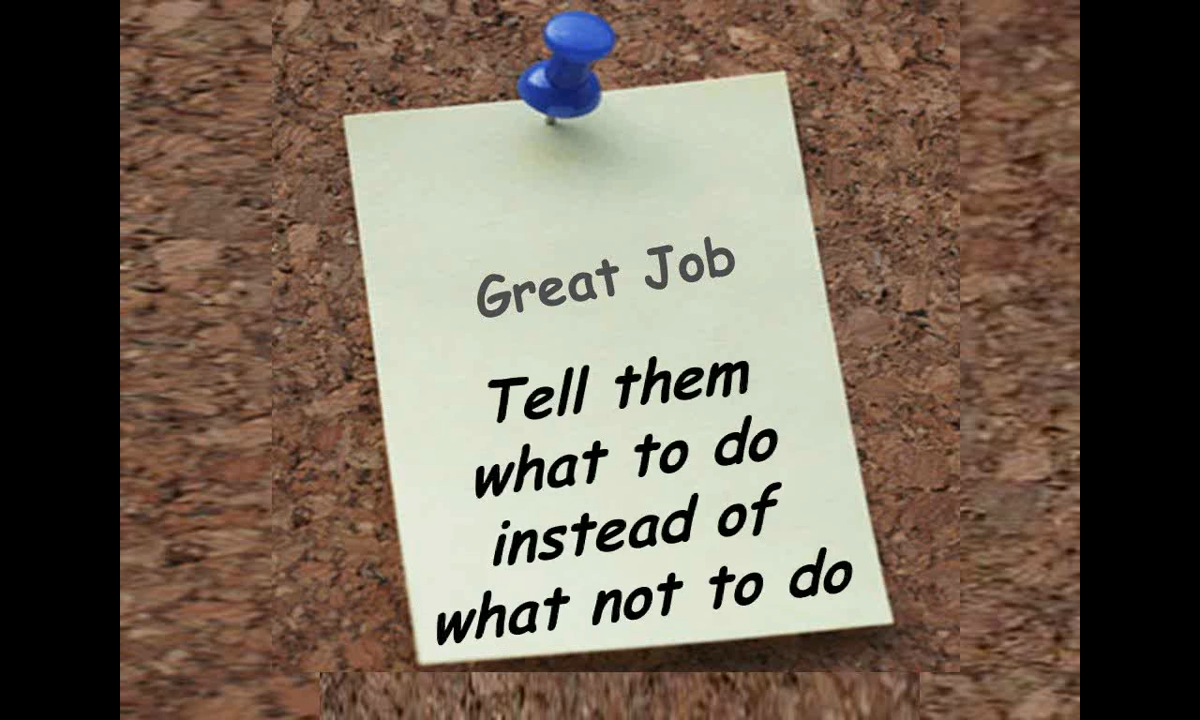 Great Job
Tell them
what to do
instead of
what not to do